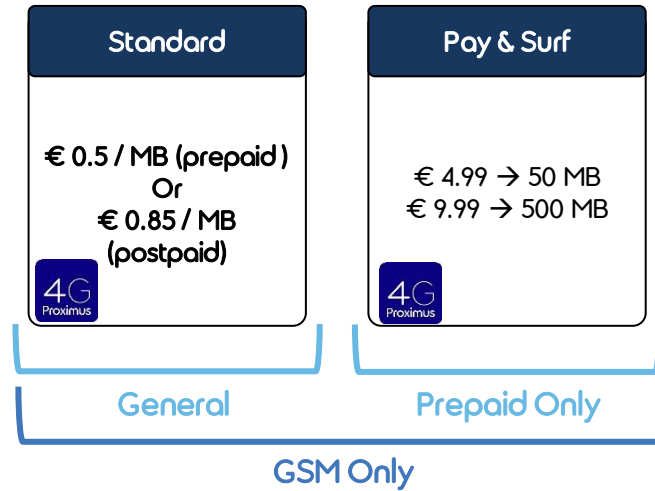 Standard
€ 0.5 / MB (prepaid)
Or
€ 0.85 / MB
(postpaid)
4G
Proximus
General
Pay & Surf
€ 4.99 → 50 MB
€ 9.99 → 500 MB
4G
Proximus
Prepaid Only
GSM Only